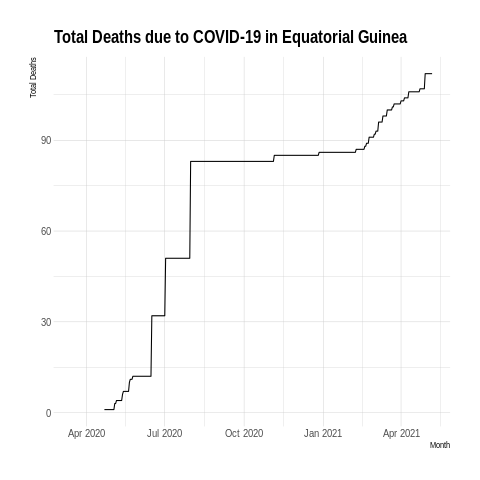 Total Deaths due to COVID-19 in Equatorial Guinea
Total Deaths
90
60
30
0
Apr 2020 Jul 2020 Oct 2020 Jan 2021 Apr 2021
Month